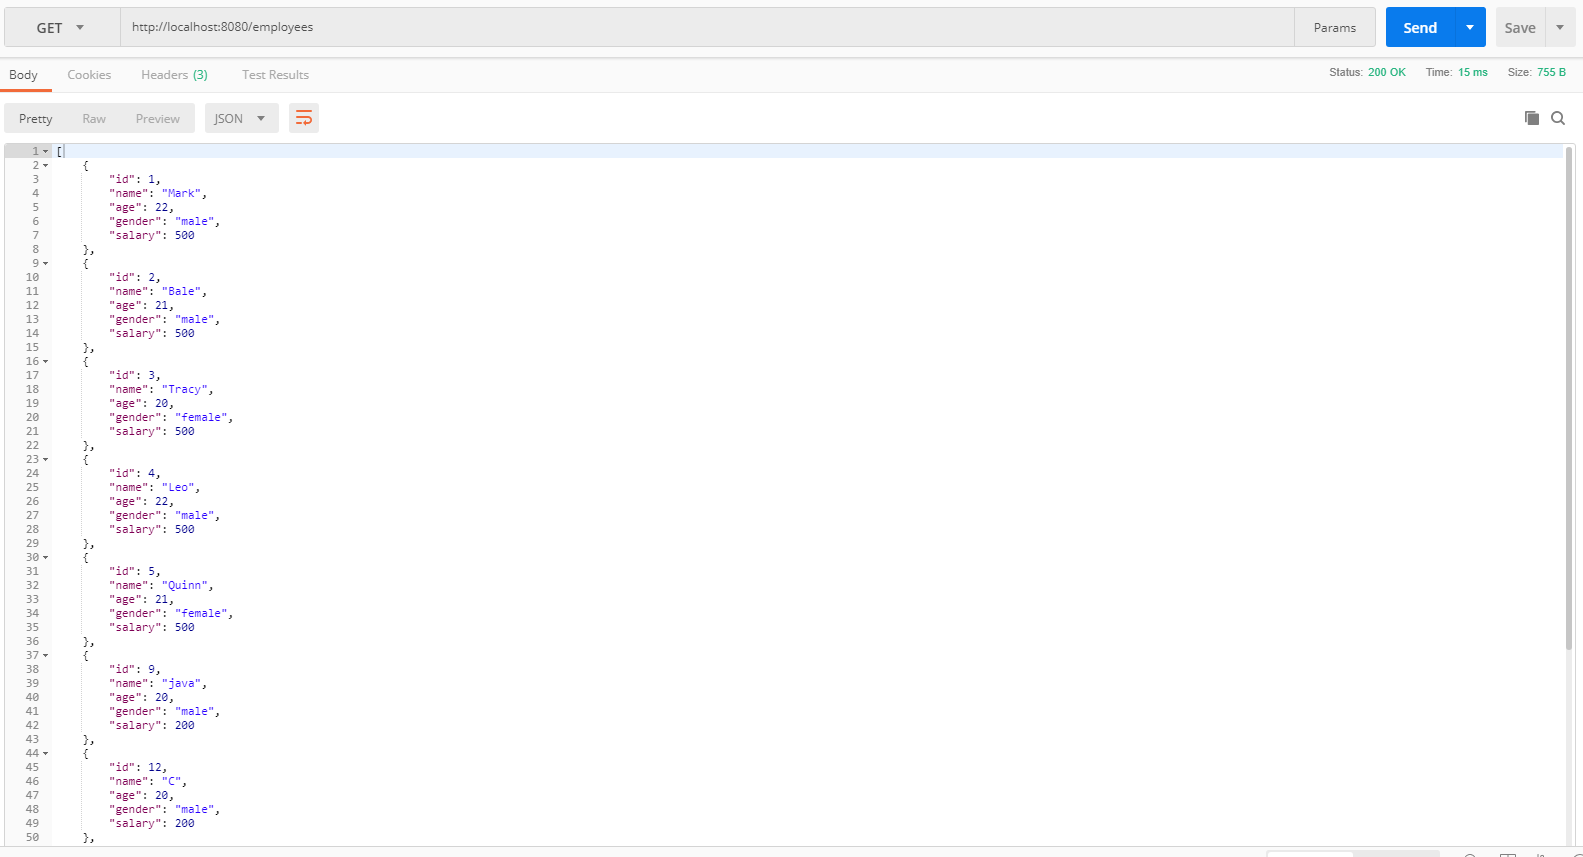 GET http://localhost:8080/employees Params Send Save
Body Cookies Headers (3) Test Results Status: 200 OK Time: 15 ms Size: 755 B
Pretty Raw Preview JSON
1 [
2 {
3 "id": 1,
4 "name": "Mark",
5 "age": 22,
6 "gender": "male",
7 "salary": 500
8 },
9 {
10 "id": 2,
11 "name": "Bale",
12 "age": 21,
13 "gender": "male",
14 "salary": 500
15 },
16 {
17 "id": 3,
18 "name": "Tracy",
19 "age": 20,
20 "gender": "female",
21 "salary": 500
22 },
23 {
24 "id": 4,
25 "name": "Leo",
26 "age": 22,
27 "gender": "male",
28 "salary": 500
29 },
30 {
31 "id": 5,
32 "name": "Quinn",
33 "age": 21,
34 "gender": "female",
35 "salary": 500
36 },
37 {
38 "id": 9,
39 "name": "java",
40 "age": 20,
41 "gender": "male",
42 "salary": 200
43 },
44 {
45 "id": 12,
46 "name": "C",
47 "age": 20,
48 "gender": "male",
49 "salary": 200
50 },